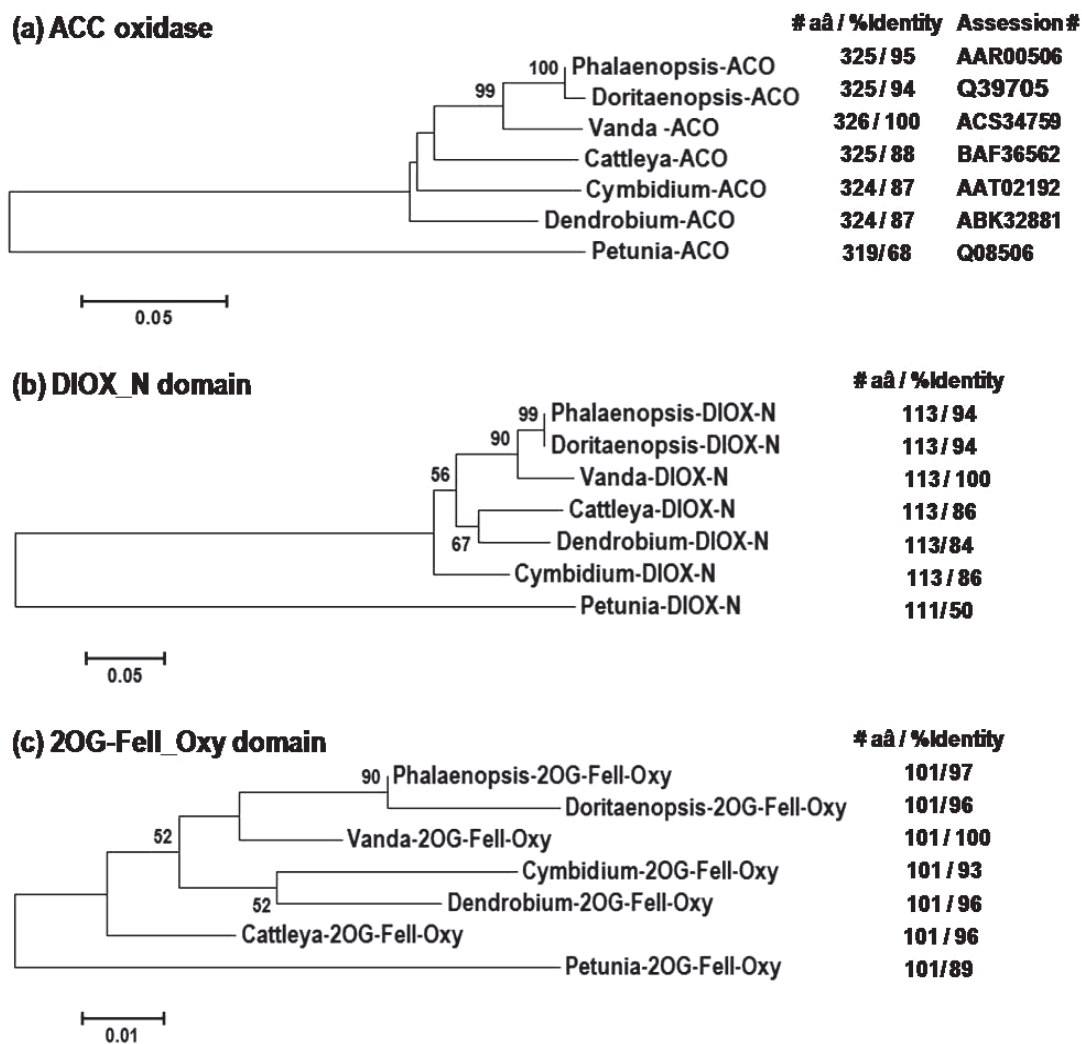 (a) ACC oxidase
# aâ / %Identity Assession #
100 Phalaenopsis-ACO 325 / 95 AAR00506
99 Doritaenopsis-ACO 325 / 94 Q39705
Vanda -ACO 326 / 100 ACS34759
Cattleya-ACO 325 / 88 BAF36562
Cymbidium-ACO 324 / 87 AAT02192
Dendrobium-ACO 324 / 87 ABK32881
Petunia-ACO 319/ 68 Q08506
0.05
(b) DIOX_N domain
# aâ / %Identity
99 Phalaenopsis-DIOX-N 113 / 94
90 Doritaenopsis-DIOX-N 113 / 94
56 Vanda-DIOX-N 113 / 100
Cattleya-DIOX-N 113 / 86
67 Dendrobium-DIOX-N 113/ 84
Cymbidium-DIOX-N 113 / 86
Petunia-DIOX-N 111/ 50
0.05
(c) 2OG-FeII_Oxy domain
# aâ / %Identity
90 Phalaenopsis-2OG-FeII-Oxy 101/ 97
Doritaenopsis-2OG-FeII-Oxy 101/ 96
52 Vanda-2OG-FeII-Oxy 101 / 100
Cymbidium-2OG-FeII-Oxy 101 / 93
52 Dendrobium-2OG-FeII-Oxy 101 / 96
Cattleya-2OG-FeII-Oxy 101 / 96
Petunia-2OG-FeII-Oxy 101/ 89
0.01